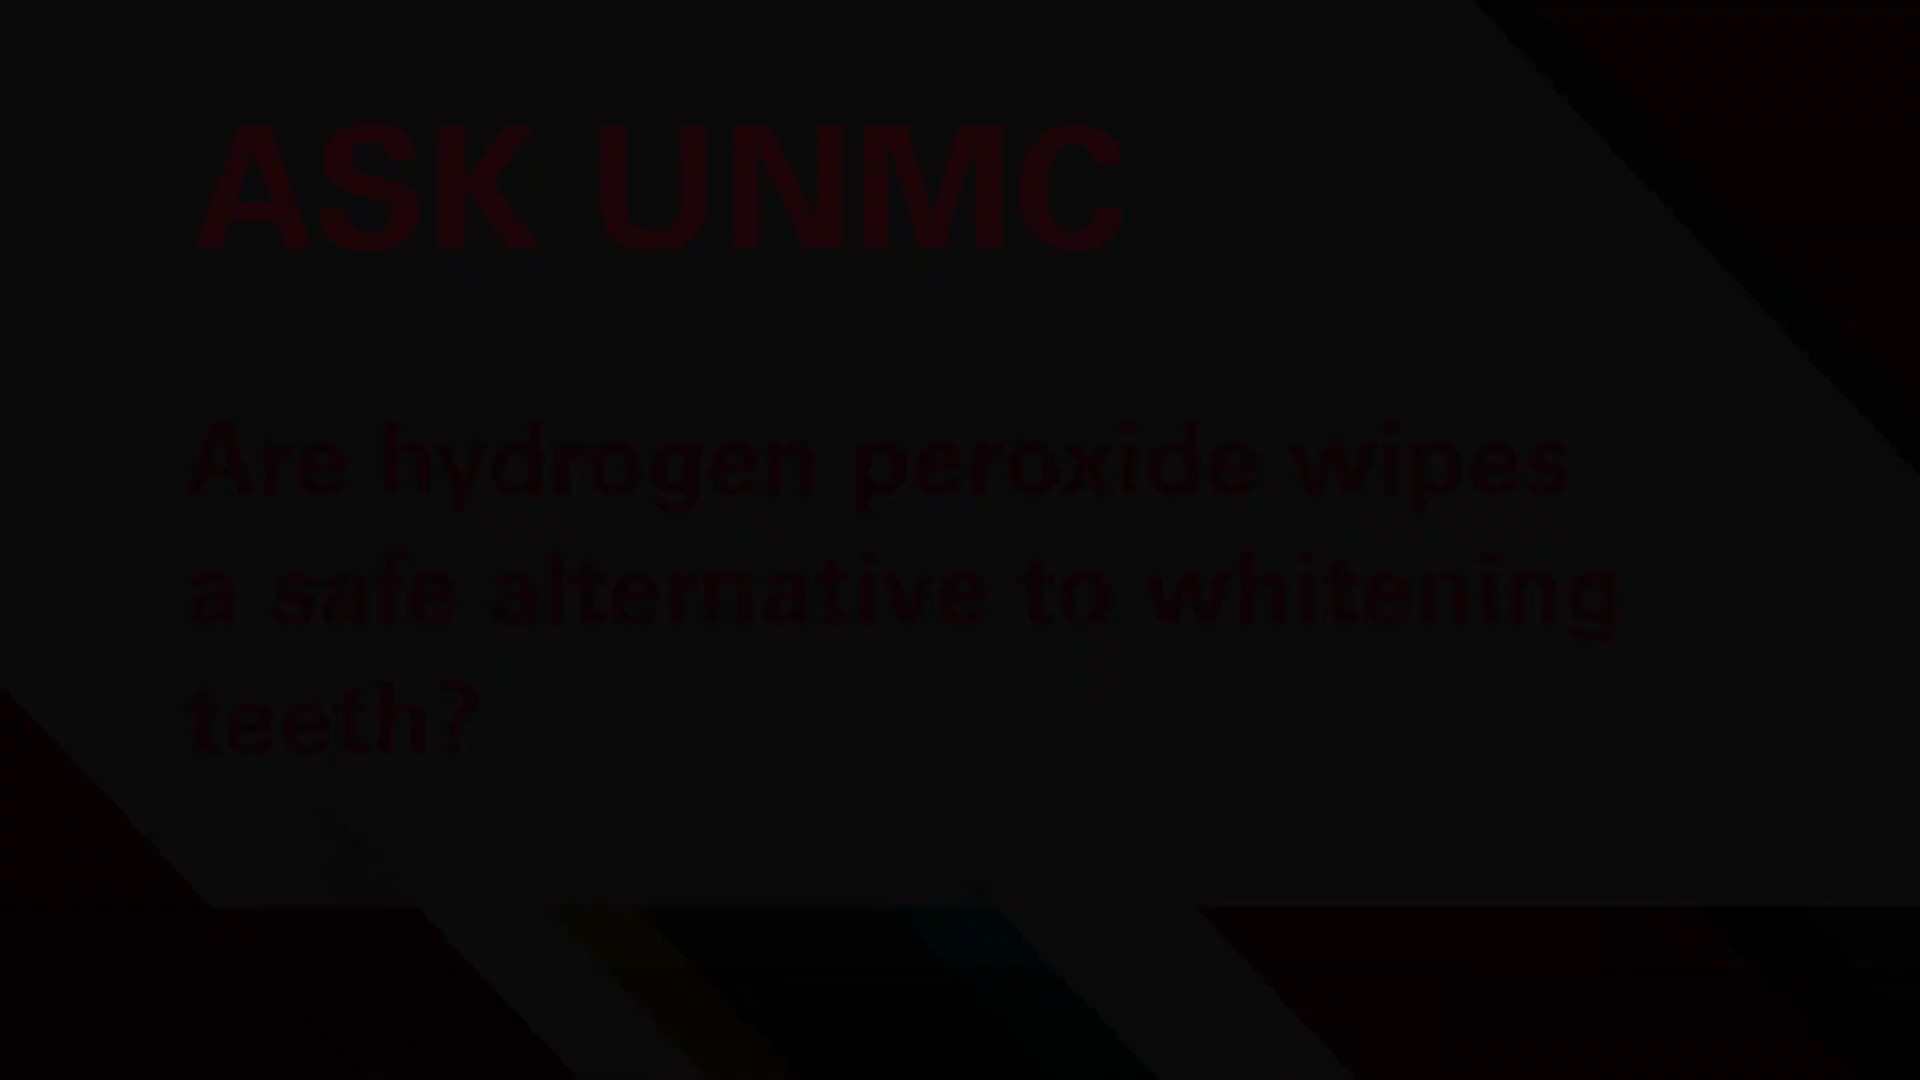 ASK UNMC
Are hydrogen peroxide wipes
a safe alternative to whitening
teeth?